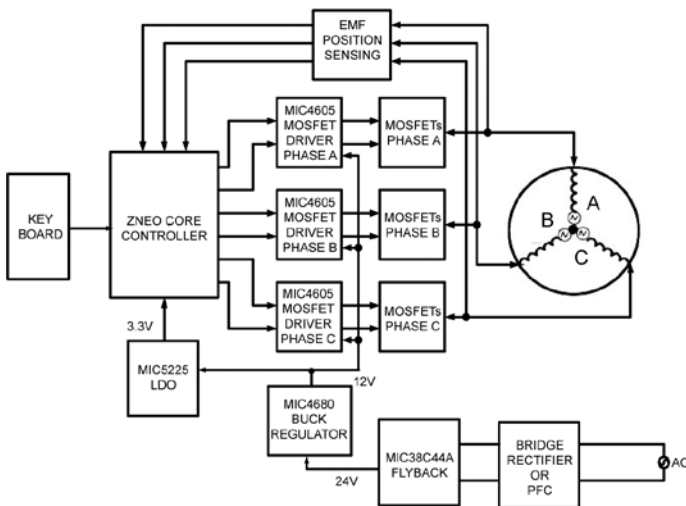 EMF
POSITION
SENSING
MIC4605
MOSFET
DRIVER
PHASE A
MOSFETs
PHASE A
KEY
BOARD
ZNEO CORE
CONTROLLER
MIC4605
MOSFET
DRIVER
PHASE B
MOSFETs
PHASE B
A
B
C
MIC4605
MOSFET
DRIVER
PHASE C
MOSFETs
PHASE C
3.3V
MIC5225
LDO
12V
MIC4680
BUCK
REGULATOR
24V
MIC38C44A
FLYBACK
BRIDGE
RECTIFIER
OR
PFC
AC